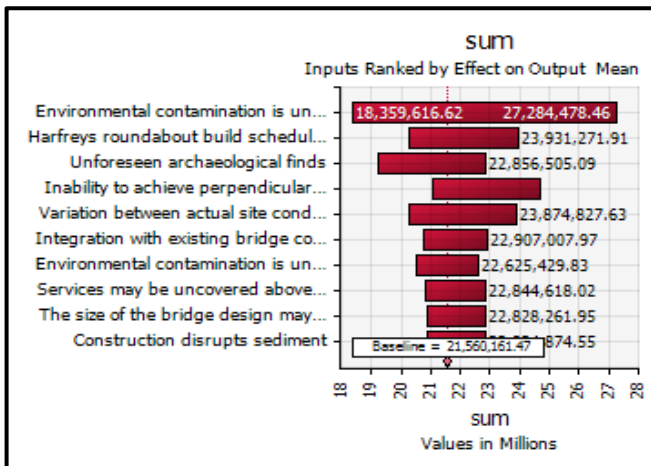 sum
Inputs Ranked by Effect on Output Mean
Environmental contamination is un... 18,359,616.62 27,284,478.46
Harfreys roundabout build schedul... 23,931,271.91
Unforeseen archaeological finds 22,856,505.09
Inability to achieve perpendicular...
Variation between actual site cond... 23,874,827.63
Integration with existing bridge co... 22,907,007.97
Environmental contamination is un... 22,625,429.83
Services may be uncovered above... 22,844,618.02
The size of the bridge design may... 22,828,261.95
Construction disrupts sediment 874.55
Baseline = 21,560,161.47
18 19 20 21 22 23 24 25 26 27 28
sum
Values in Millions